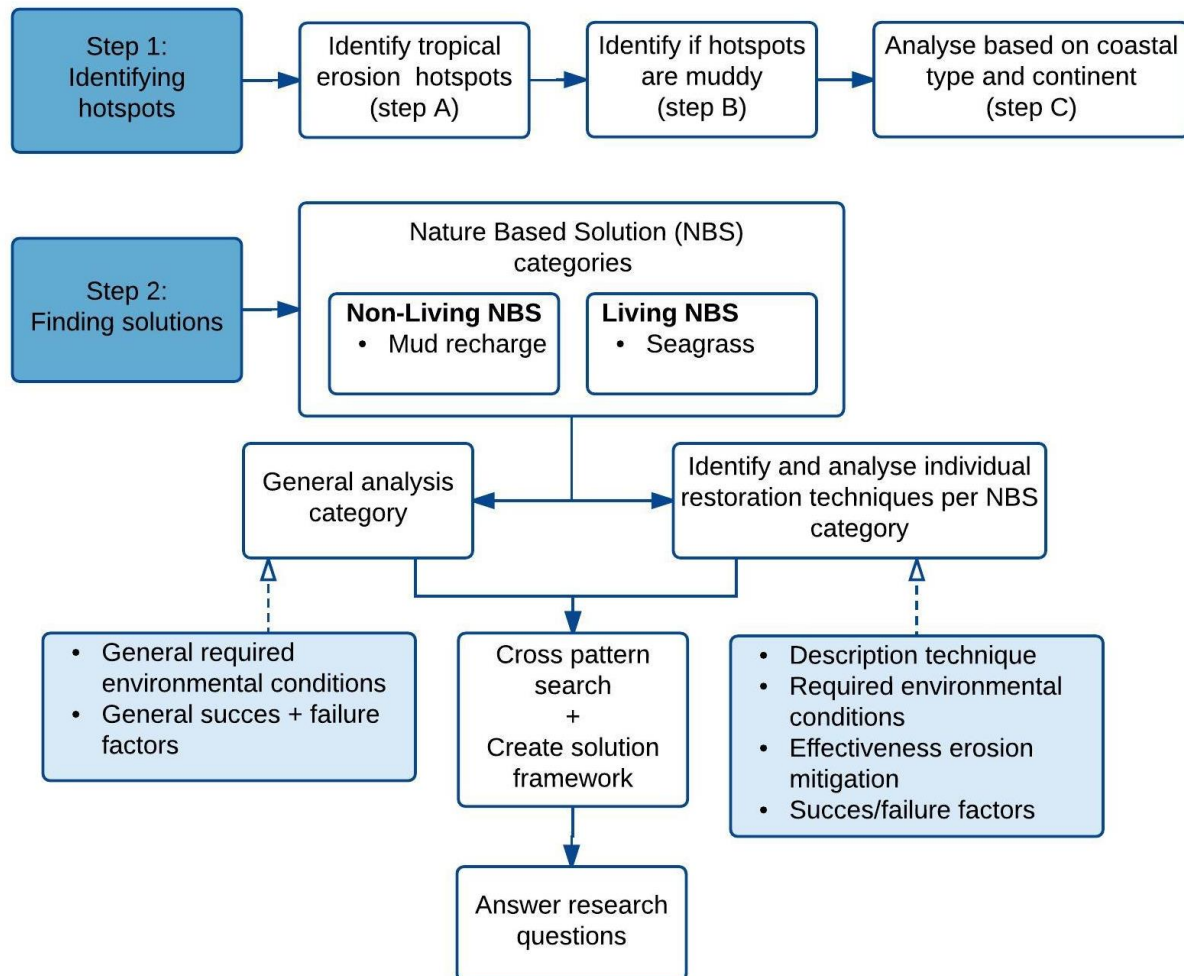 Step 1:
Identifying
hotspots
Identify tropical
erosion hotspots
(step A)
Identify if hotspots
are muddy
(step B)
Analyse based on coastal
type and continent
(step C)
Step 2:
Finding solutions
Nature Based Solution (NBS)
categories
Non-Living NBS
• Mud recharge
Living NBS
• Seagrass
General analysis
category
Identify and analyse individual
restoration techniques per NBS
category
• General required
environmental conditions
• General succes + failure
factors
Cross pattern
search
+
Create solution
framework
• Description technique
• Required environmental
conditions
• Effectiveness erosion
mitigation
• Succes/failure factors
Answer research
questions